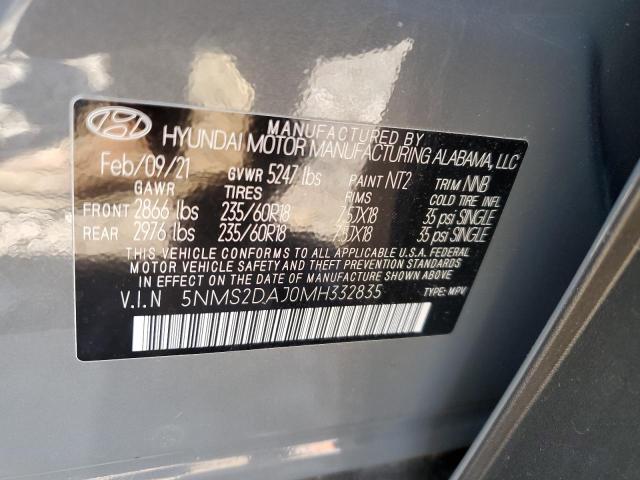 MANUFACTURED BY
HYUNDAI MOTOR MANUFACTURING ALABAMA, LLC
Feb/09/21 GVWR 5247 lbs PAINT NT2 TRIM NNB
GAWR TIRES RIMS COLD TIRE INFL
FRONT 2866 lbs 235/60R18 7.5JX18 35 psi SINGLE
REAR 2976 lbs 235/60R18 7.5JX18 35 psi SINGLE
THIS VEHICLE CONFORMS TO ALL APPLICABLE U.S.A FEDERAL
MOTOR VEHICLE SAFETY AND THEFT PREVENTION STANDARDS
IN EFFECT ON THE DATE OF MANUFACTURE SHOWN ABOVE.
V.I.N 5NMS2DAJ0MH332835 TYPE: MPV